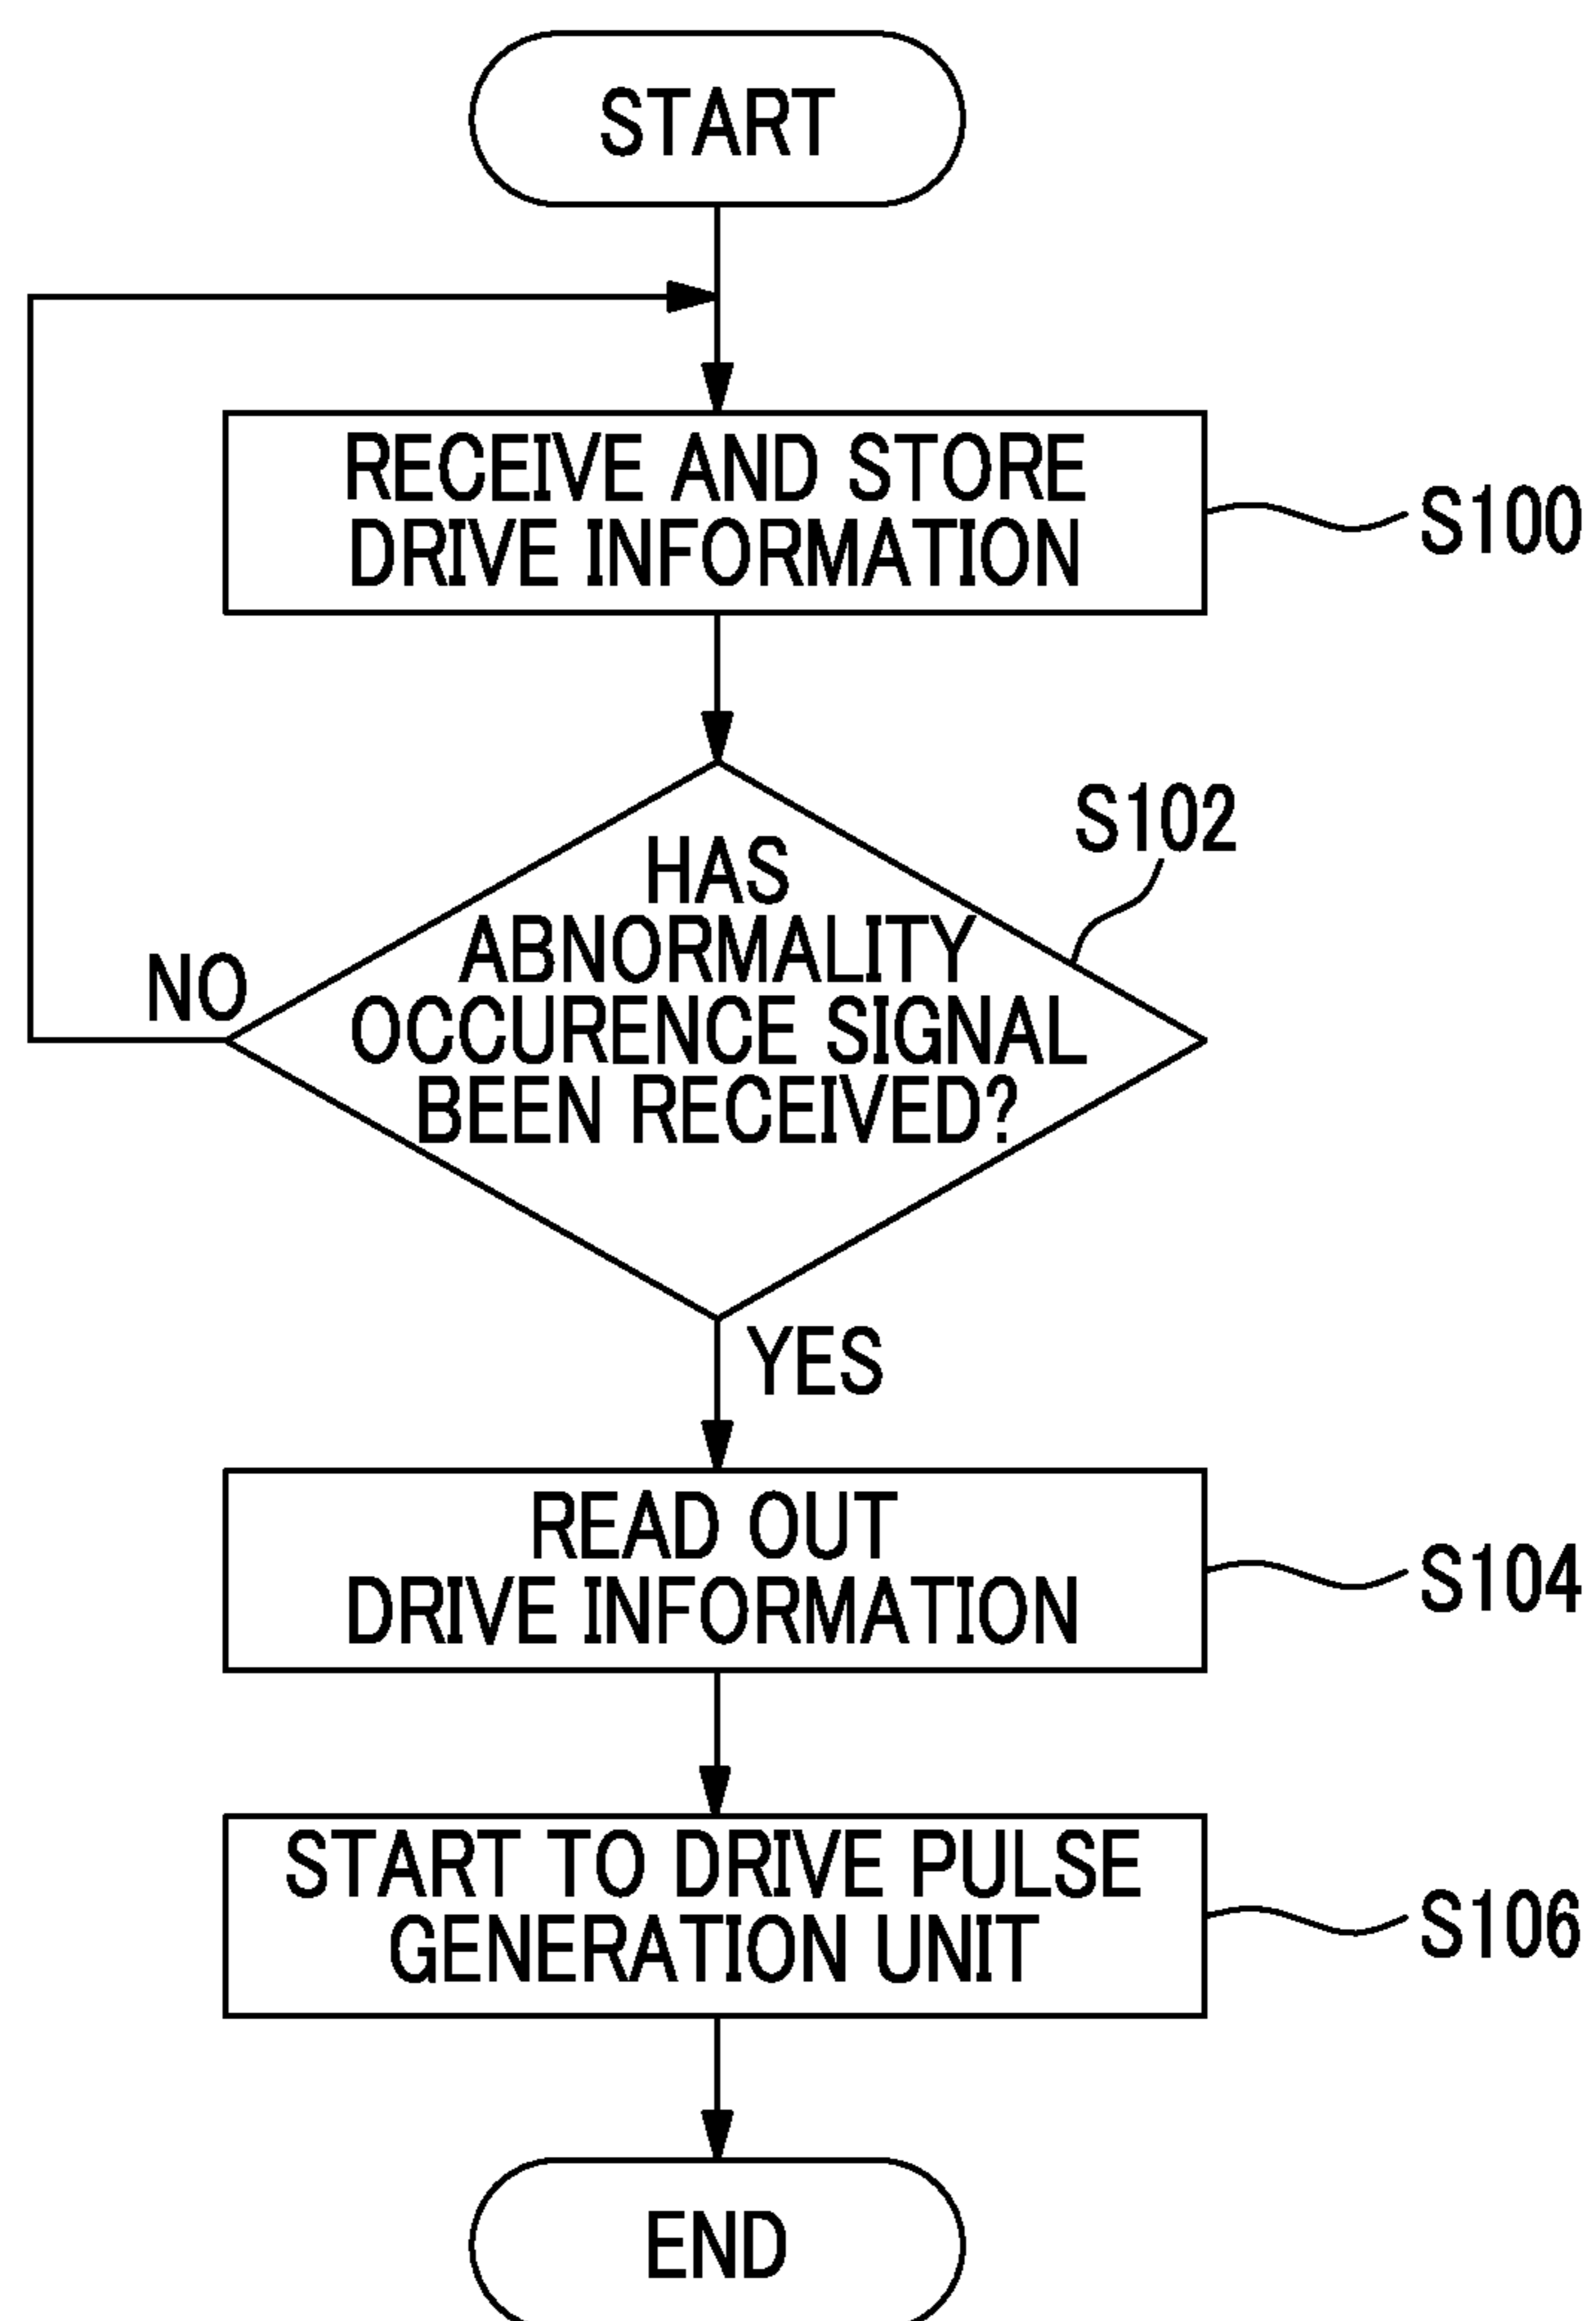 START
RECEIVE AND STORE
DRIVE INFORMATION
S100
S102
HAS
ABNORMALITY
OCCURENCE SIGNAL
BEEN RECEIVED?
NO
YES
READ OUT
DRIVE INFORMATION
S104
START TO DRIVE PULSE
GENERATION UNIT
S106
END